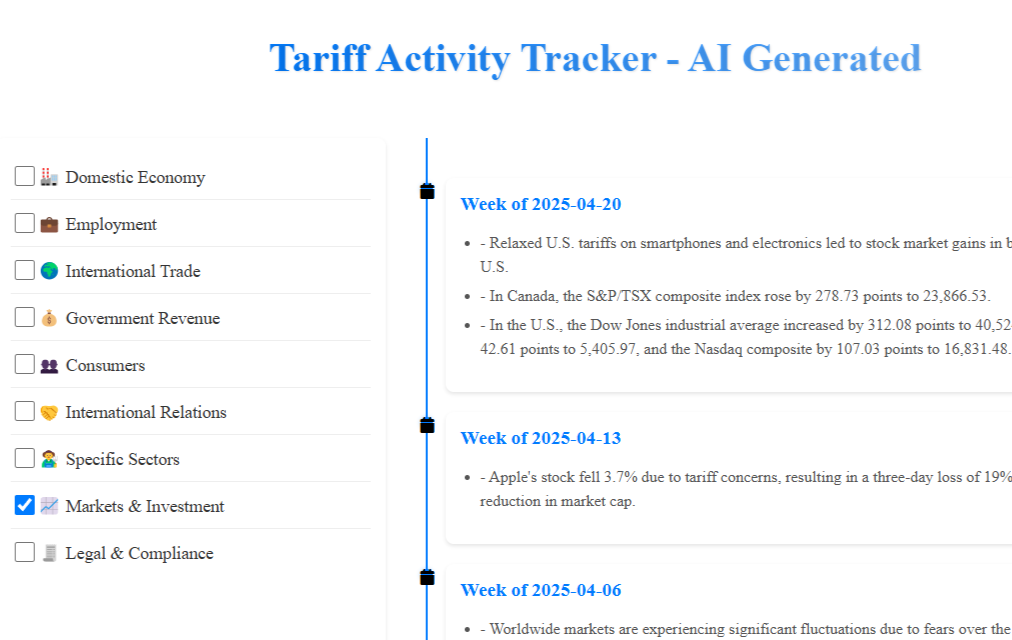 Tariff Activity Tracker - AI Generated
Domestic Economy
Employment
International Trade
Government Revenue
Consumers
International Relations
Specific Sectors
Markets & Investment
Legal & Compliance
Week of 2025-04-20
- Relaxed U.S. tariffs on smartphones and electronics led to stock market gains in
U.S.
- In Canada, the S&P/TSX composite index rose by 278.73 points to 23,866.53.
- In the U.S., the Dow Jones industrial average increased by 312.08 points to 40,52
42.61 points to 5,405.97, and the Nasdaq composite by 107.03 points to 16,831.48.
Week of 2025-04-13
- Apple's stock fell 3.7% due to tariff concerns, resulting in a three-day loss of 19%
reduction in market cap.
Week of 2025-04-06
- Worldwide markets are experiencing significant fluctuations due to fears over the